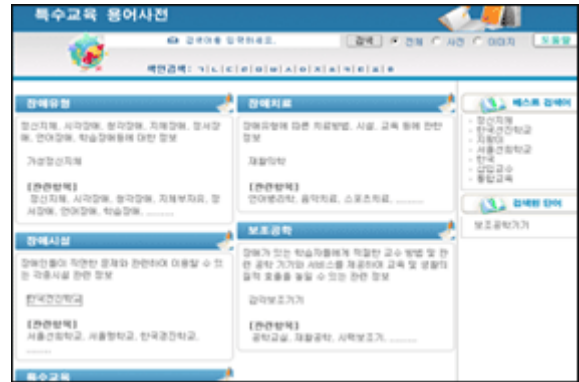 특수교육 용어사전
검색어를 입력하세요.
검색
전체
사전
이미지
도움말
색인검색: ㄱ|ㄴ|ㄷ|ㄹ|ㅁ|ㅂ|ㅅ|ㅇ|ㅈ|ㅊ|ㅋ|ㅌ|ㅍ|ㅎ
장애유형
정신지체, 시각장애, 청각장애, 지체장애, 정서장
애, 언어장애, 학습장애등에 대한 정보
가성정신지체
[관련항목]
정신지체, 시각장애, 청각장애, 지체부자유, 정
서장애, 언어장애, 학습장애, ..........
장애치료
장애유형에 따른 치료방법, 시설, 교육 등에 관한
정보
재활의학
[관련항목]
언어병리학, 음악치료, 스포츠치료, ..........
장애시설
장애인들이 직면한 문제와 관련하여 이용할 수 있
는 각종시설 관련 정보
한국경진학교
[관련항목]
서울선희학교, 서울맹학교, 한국경진학교,
..........
보조공학
장애가 있는 학습자들에게 적절한 교수 방법 및 관
련 공학 기기와 서비스를 제공하여 교육 및 생활의
질적 효율을 높일 수 있는 관련 정보
감각보조기기
[관련항목]
공학교실, 재활공학, 시력보조기, ..........
특수교육
베스트 검색어
- 정신지체
- 한국선진학교
- 지팡이
- 서울선희학교
- 한국
- 삽입교수
- 통합교육
검색된 단어
보조공학기기